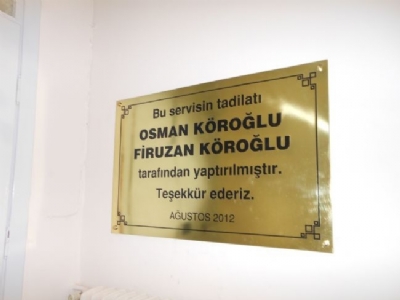 Bu servisin tadilatı
OSMAN KÖROĞLU
FİRUZAN KÖROĞLU
tarafından yaptırılmıştır.
Teşekkür ederiz.
AĞUSTOS 2012